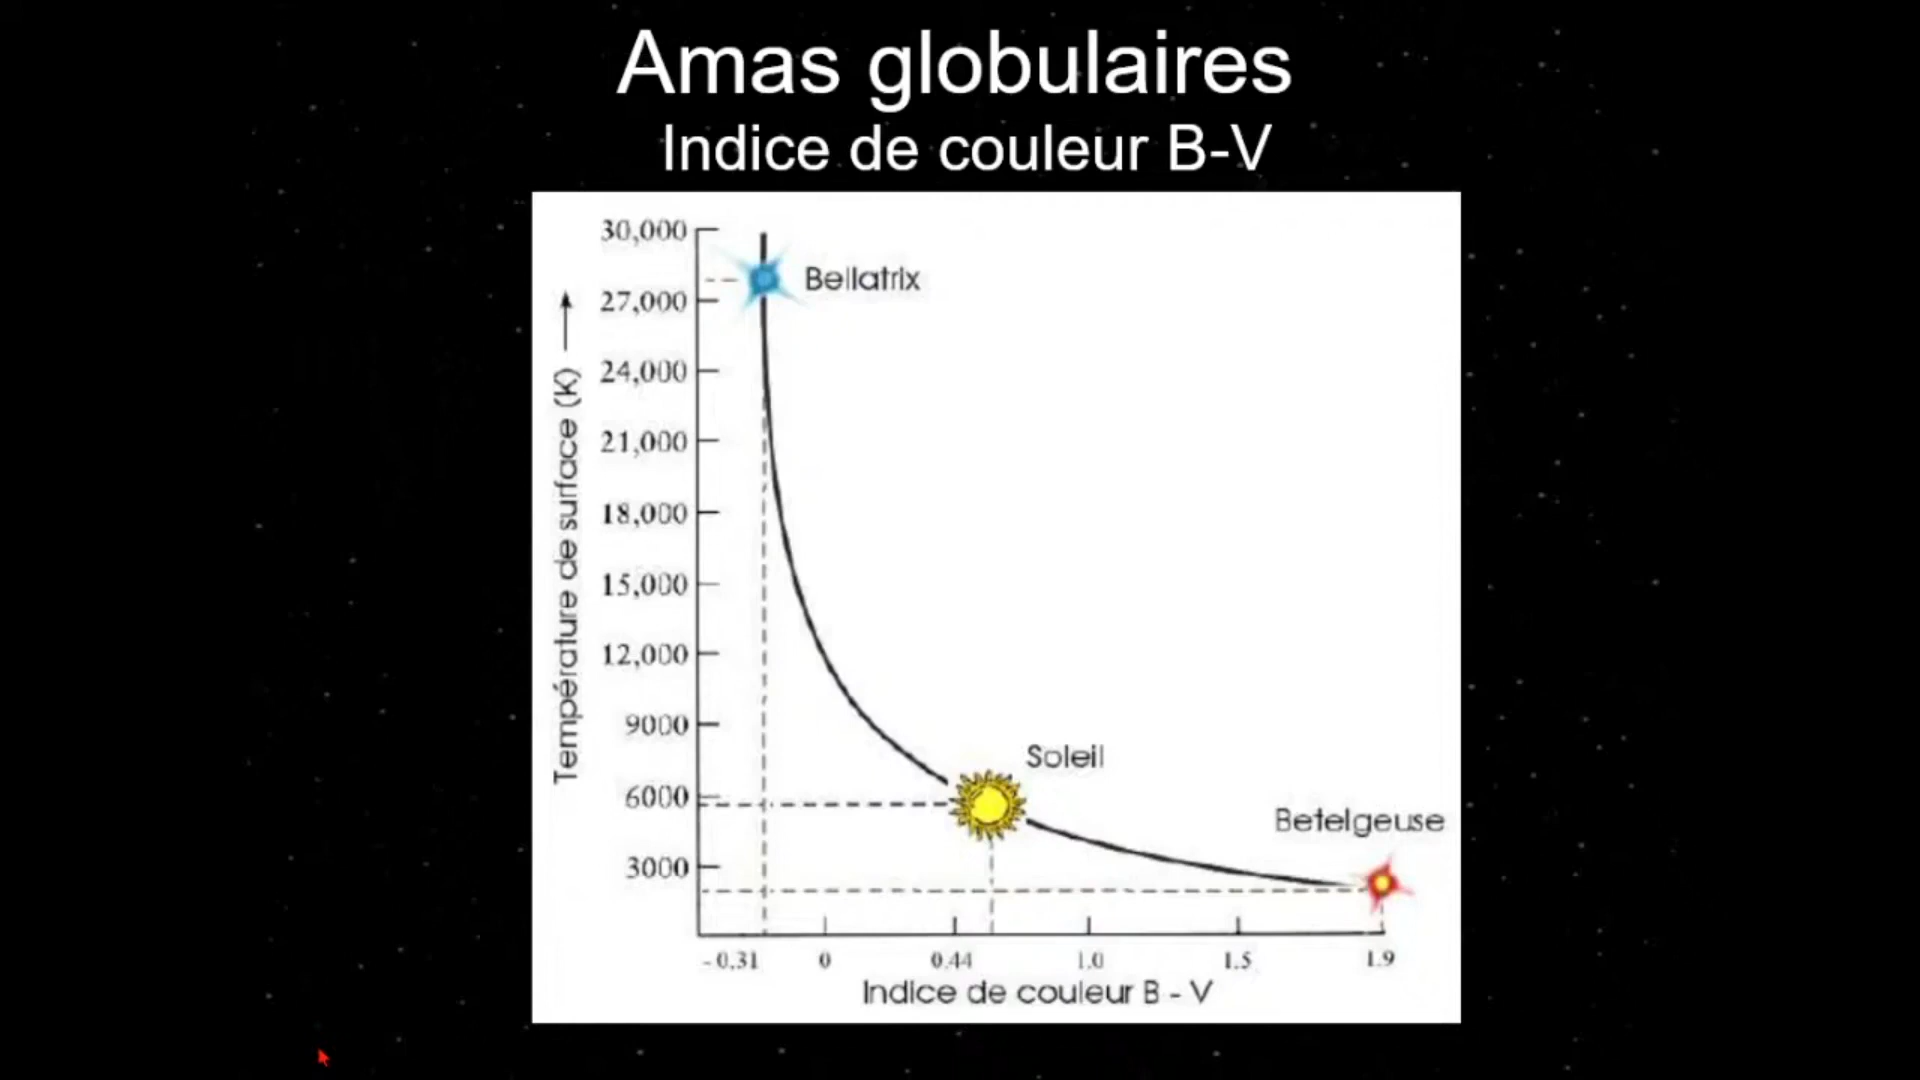 Amas globulaires
Indice de couleur B-V
30,000
Bellatrix
27,000
24,000
21,000
18,000
15,000
12,000
9000
Soleil
6000
Betelgeuse
3000
Température de surface (K)
-0,31 0 0.44 1.0 1.5 1.9
Indice de couleur B - V